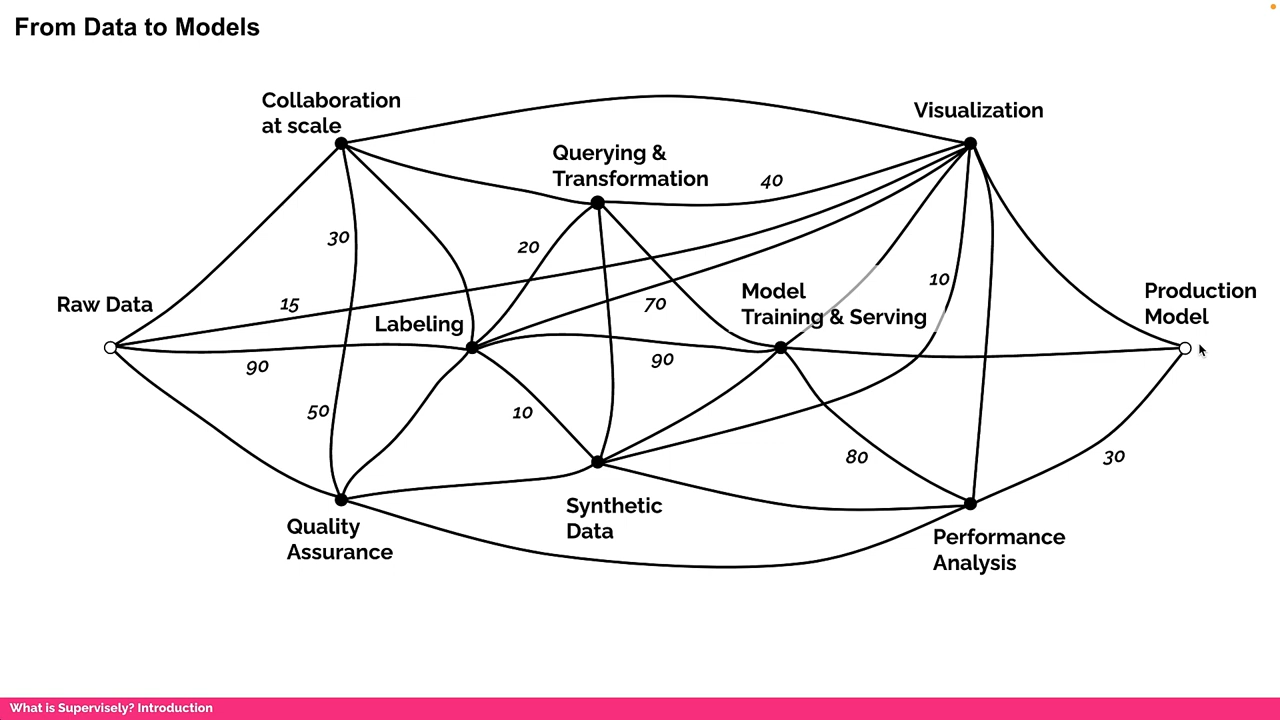 From Data to Models
Collaboration
at scale
Visualization
Querying &
Transformation
40
30
20
10
Raw Data
15
Labeling
70
Model
Training & Serving
Production
Model
90
90
50
10
80
30
Synthetic
Data
Quality
Assurance
Performance
Analysis
What is Supervisely? Introduction